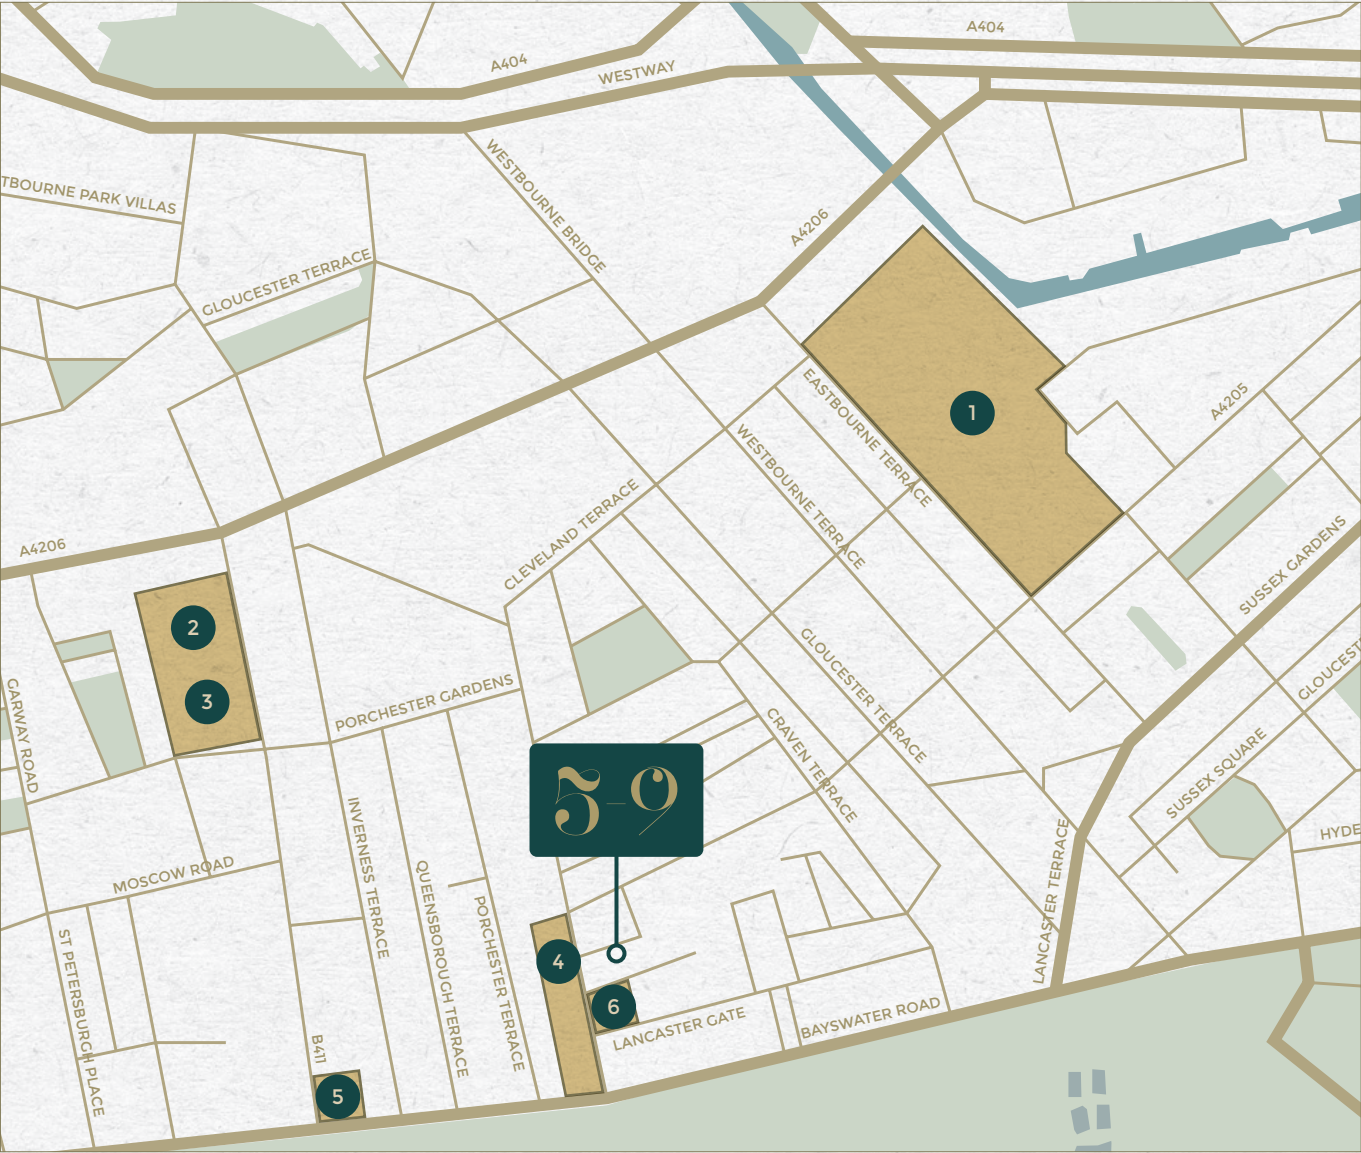 A404
A404
WESTWAY
WESTBOURNE BRIDGE
TBOURNE PARK VILLAS
A4206
GLOUCESTER TERRACE
EASTBOURNE TERRACE
1
A4205
WESTBOURNE TERRACE
CLEVELAND TERRACE
A4206
SUSSEX GARDENS
2
3
GLOUCESTER TERRACE
GLOUCEST
GARWAY ROAD
PORCHESTER GARDENS
CRAVEN TERRACE
SUSSEX SQUARE
5–9
HYDE
INVERNESS TERRACE
MOSCOW ROAD
QUEENSBOROUGH TERRACE
PORCHESTER TERRACE
LANCASTER TERRACE
ST PETERSBURGH PLACE
4
6
LANCASTER GATE
BAYSWATER ROAD
B411
5